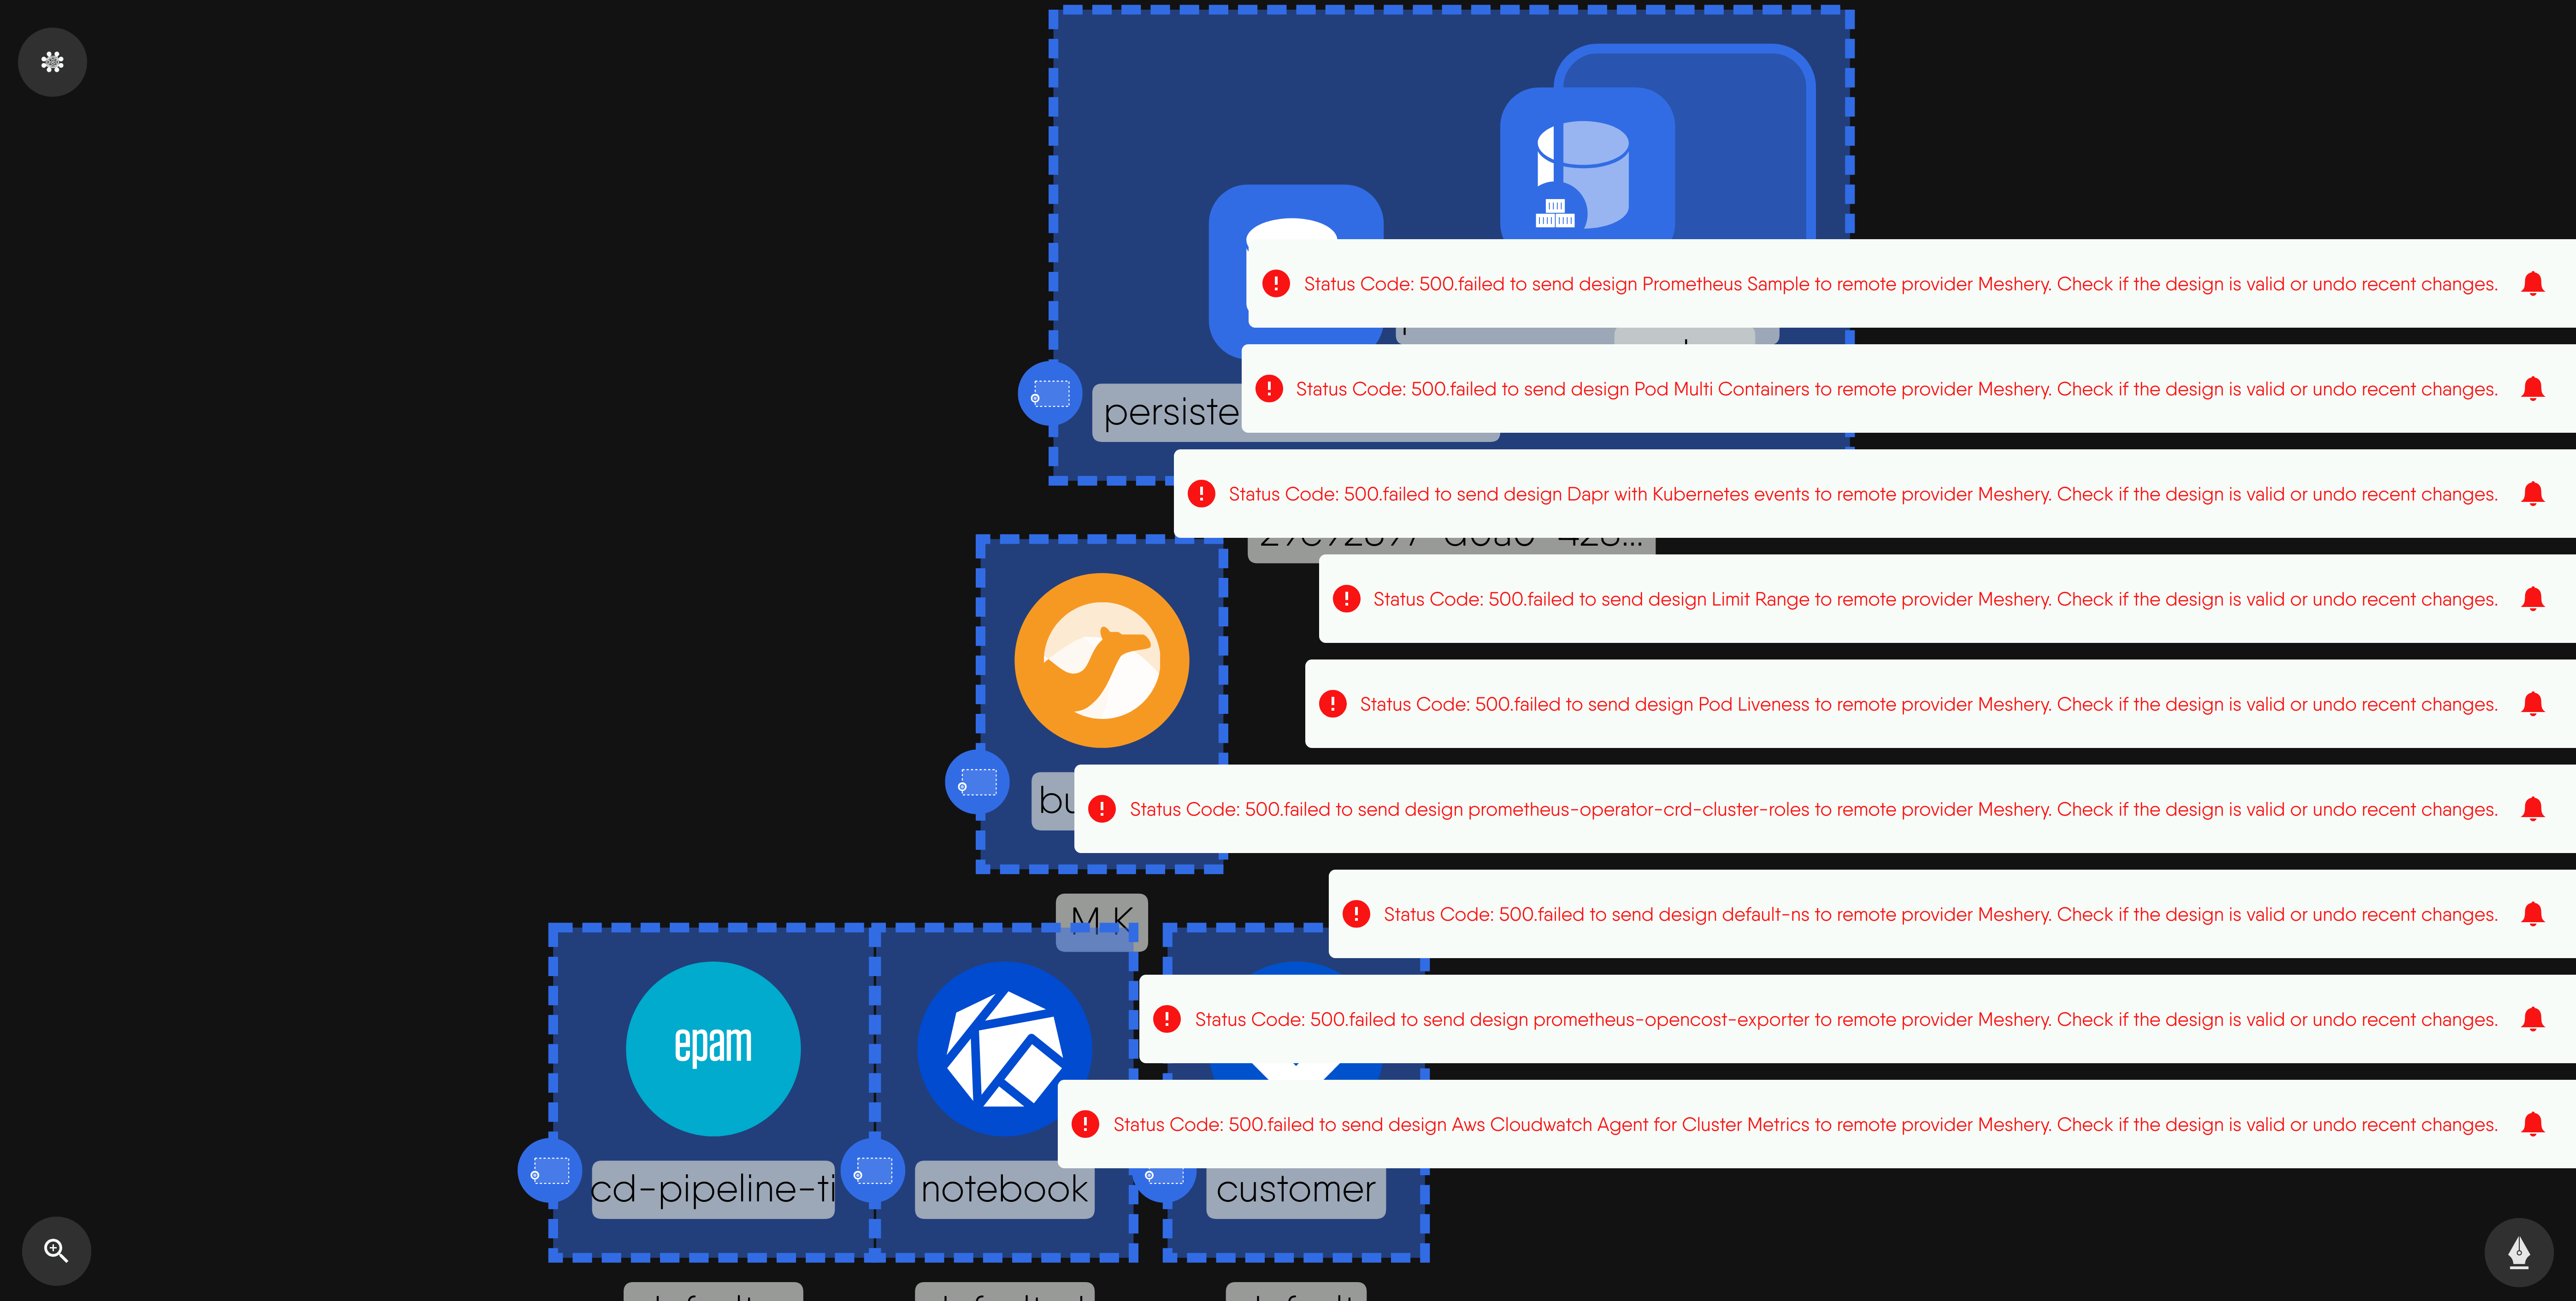 Status Code: 500.failed to send design Prometheus Sample to remote provider Meshery. Check if the design is valid or undo recent changes.
Status Code: 500.failed to send design Pod Multi Containers to remote provider Meshery. Check if the design is valid or undo recent changes.
persiste
Status Code: 500.failed to send design Dapr with Kubernetes events to remote provider Meshery. Check if the design is valid or undo recent changes.
Status Code: 500.failed to send design Limit Range to remote provider Meshery. Check if the design is valid or undo recent changes.
Status Code: 500.failed to send design Pod Liveness to remote provider Meshery. Check if the design is valid or undo recent changes.
bu
Status Code: 500.failed to send design prometheus-operator-crd-cluster-roles to remote provider Meshery. Check if the design is valid or undo recent changes.
M K
Status Code: 500.failed to send design default-ns to remote provider Meshery. Check if the design is valid or undo recent changes.
Status Code: 500.failed to send design prometheus-opencost-exporter to remote provider Meshery. Check if the design is valid or undo recent changes.
epam
Status Code: 500.failed to send design Aws Cloudwatch Agent for Cluster Metrics to remote provider Meshery. Check if the design is valid or undo recent changes.
cd-pipeline-ti
notebook
customer